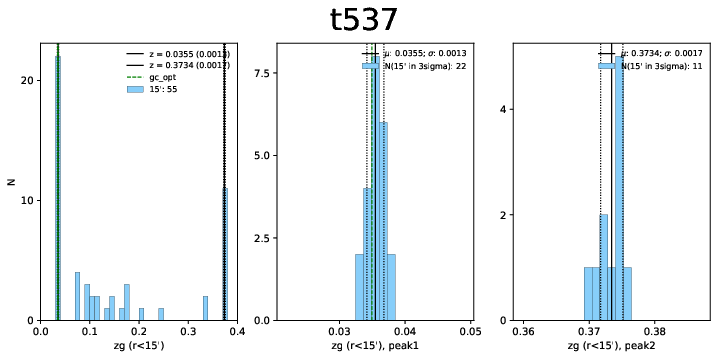 t537
z = 0.0355 (0.0013)
z = 0.3734 (0.0017)
gc_opt
15': 55
N
20
10
0
0.0 0.1 0.2 0.3 0.4
zg (r<15')
μ: 0.0355; σ: 0.0013
N(15' in 3sigma): 22
7.5
5.0
2.5
0.0
0.03 0.04 0.05
zg (r<15'), peak1
μ: 0.3734; σ: 0.0017
N(15' in 3sigma): 11
4
2
0
0.36 0.37 0.38
zg (r<15'), peak2